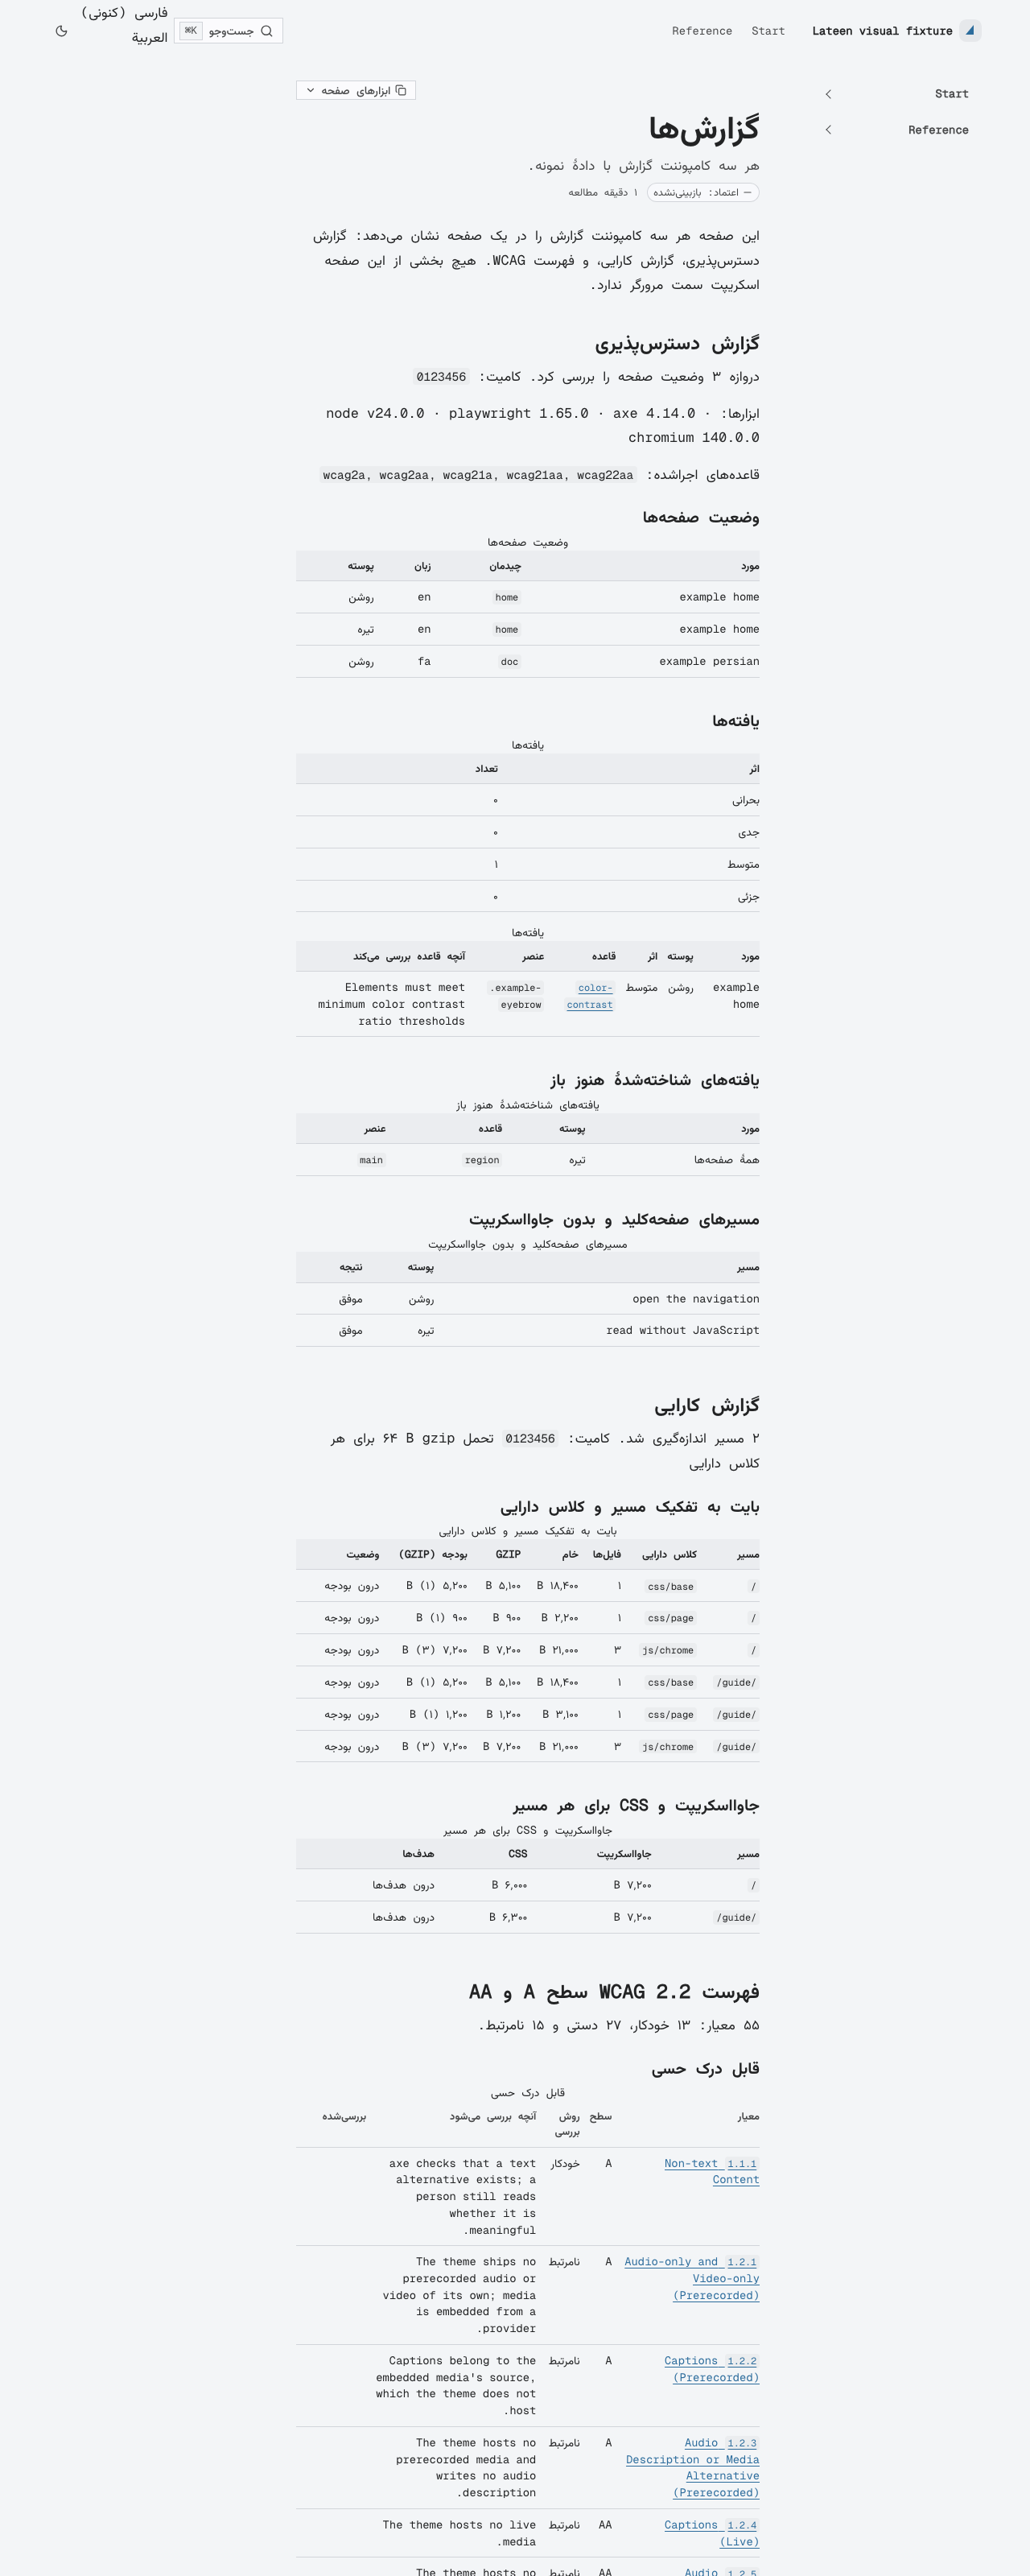 Lateen visual fixture
Start
Reference
جست‌وجو ⌘K
فارسی (کنونی)
العربیة
Start
Reference
ابزارهای صفحه
گزارش‌ها
هر سه کامپوننت گزارش با دادهٔ نمونه.
اعتماد: بازبینی‌نشده ۱ دقیقه مطالعه
این صفحه هر سه کامپوننت گزارش را در یک صفحه نشان می‌دهد: گزارش
دسترس‌پذیری، گزارش کارایی، و فهرست WCAG. هیچ بخشی از این صفحه
اسکریپت سمت مرورگر ندارد.
گزارش دسترس‌پذیری
دروازه ۳ وضعیت صفحه را بررسی کرد. کامیت: 0123456
ابزارها: node v24.0.0 · playwright 1.65.0 · axe 4.14.0 ·
chromium 140.0.0
قاعده‌های اجراشده: wcag2a, wcag2aa, wcag21a, wcag21aa, wcag22aa
وضعیت صفحه‌ها
وضعیت صفحه‌ها
مورد چیدمان زبان پوسته
example home home en روشن
example home home en تیره
example persian doc fa روشن
یافته‌ها
یافته‌ها
اثر تعداد
بحرانی ۰
جدی ۰
متوسط ۱
جزئی ۰
یافته‌ها
مورد پوسته اثر قاعده عنصر آنچه قاعده بررسی می‌کند
example home روشن متوسط color-contrast .example-eyebrow Elements must meet
minimum color contrast
ratio thresholds
یافته‌های شناخته‌شدهٔ هنوز باز
یافته‌های شناخته‌شدهٔ هنوز باز
مورد پوسته قاعده عنصر
همهٔ صفحه‌ها تیره region main
مسیرهای صفحه‌کلید و بدون جاوااسکریپت
مسیرهای صفحه‌کلید و بدون جاوااسکریپت
مسیر پوسته نتیجه
open the navigation روشن موفق
read without JavaScript تیره موفق
گزارش کارایی
۲ مسیر اندازه‌گیری شد. کامیت: 0123456 تحمل ۶۴ B gzip برای هر
کلاس دارایی
بایت به تفکیک مسیر و کلاس دارایی
بایت به تفکیک مسیر و کلاس دارایی
مسیر کلاس دارایی فایل‌ها خام GZIP بودجه (GZIP) وضعیت
/ css/base ۱ ۱۸٬۴۰۰ B ۵٬۱۰۰ B ۵٬۲۰۰ B (۱) درون بودجه
/ css/page ۱ ۲٬۲۰۰ B ۹۰۰ B ۹۰۰ B (۱) درون بودجه
/ js/chrome ۳ ۲۱٬۰۰۰ B ۷٬۲۰۰ B ۷٬۲۰۰ B (۳) درون بودجه
/guide/ css/base ۱ ۱۸٬۴۰۰ B ۵٬۱۰۰ B ۵٬۲۰۰ B (۱) درون بودجه
/guide/ css/page ۱ ۳٬۱۰۰ B ۱٬۲۰۰ B ۱٬۲۰۰ B (۱) درون بودجه
/guide/ js/chrome ۳ ۲۱٬۰۰۰ B ۷٬۲۰۰ B ۷٬۲۰۰ B (۳) درون بودجه
جاوااسکریپت و CSS برای هر مسیر
جاوااسکریپت و CSS برای هر مسیر
مسیر جاوااسکریپت CSS هدف‌ها
/ ۷٬۲۰۰ B ۶٬۰۰۰ B درون هدف‌ها
/guide/ ۷٬۲۰۰ B ۶٬۳۰۰ B درون هدف‌ها
فهرست WCAG 2.2 سطح A و AA
۵۵ معیار: ۱۳ خودکار، ۲۷ دستی و ۱۵ نامرتبط.
قابل درک حسی
قابل درک حسی
معیار سطح روش بررسی آنچه بررسی می‌شود بررسی‌شده
1.1.1 Non-text Content A خودکار axe checks that a text
alternative exists; a
person still reads
whether it is
meaningful.
1.2.1 Audio-only and Video-only (Prerecorded) A نامرتبط The theme ships no
prerecorded audio or
video of its own; media
is embedded from a
provider.
1.2.2 Captions (Prerecorded) A نامرتبط Captions belong to the
embedded media's source,
which the theme does not
host.
1.2.3 Audio Description or Media Alternative (Prerecorded) A نامرتبط The theme hosts no
prerecorded media and
writes no audio
description.
1.2.4 Captions (Live) AA نامرتبط The theme hosts no live
media.
1.2.5 Audio AA نامرتبط The theme hosts no